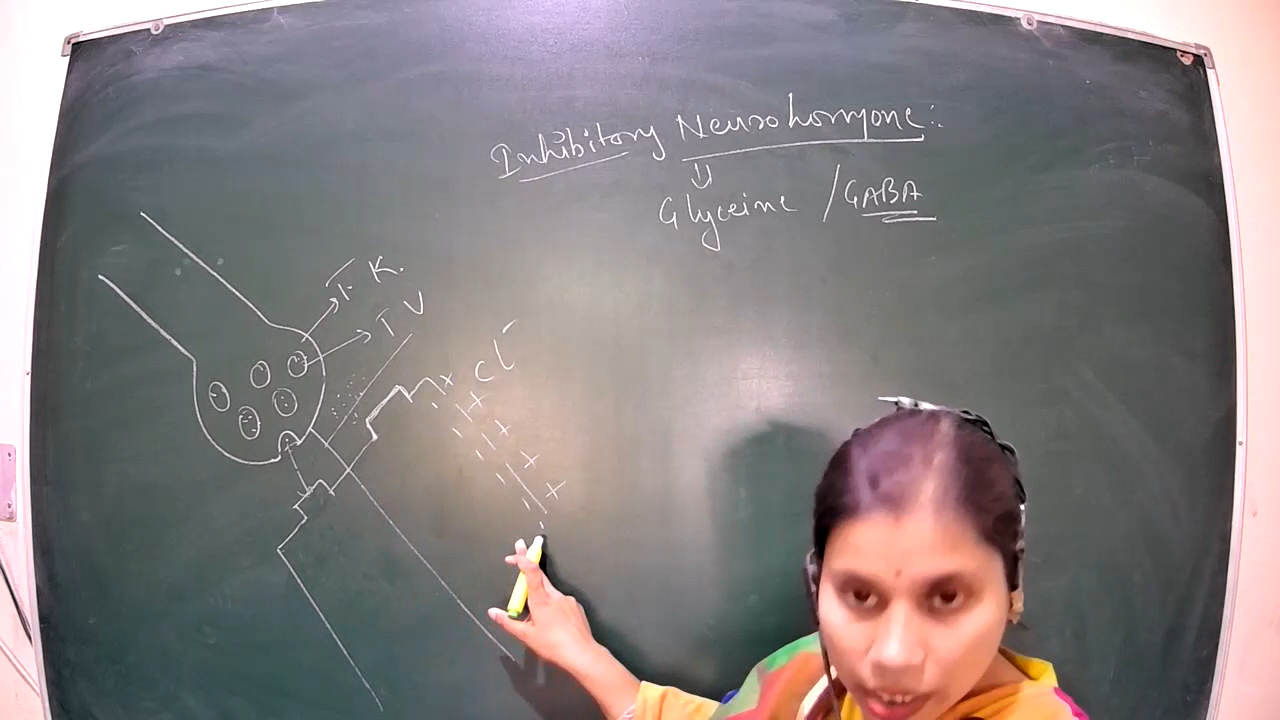 Inhibitory Neurohormone:
Glyceine / GABA
T. K.
T V
Cl⁻